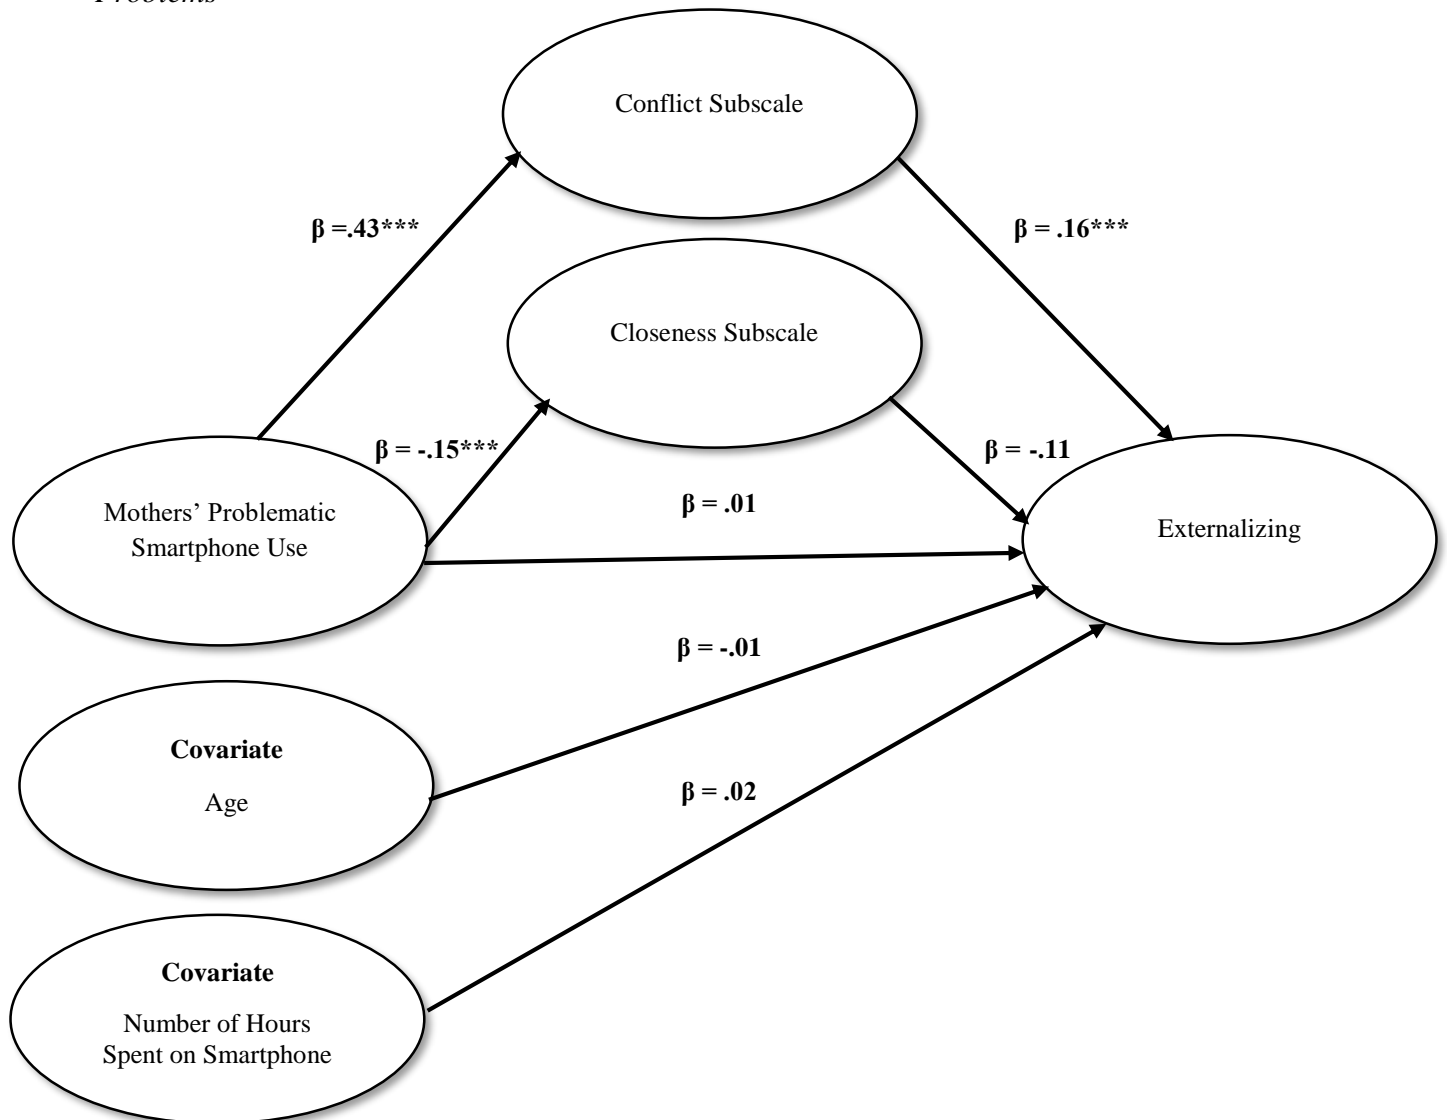 Problems
Conflict Subscale
β =.43***
β = .16***
Closeness Subscale
β = -.15***
β = -.11
Mothers’ Problematic
Smartphone Use
β = .01
Externalizing
β = -.01
Covariate
Age
β = .02
Covariate
Number of Hours
Spent on Smartphone